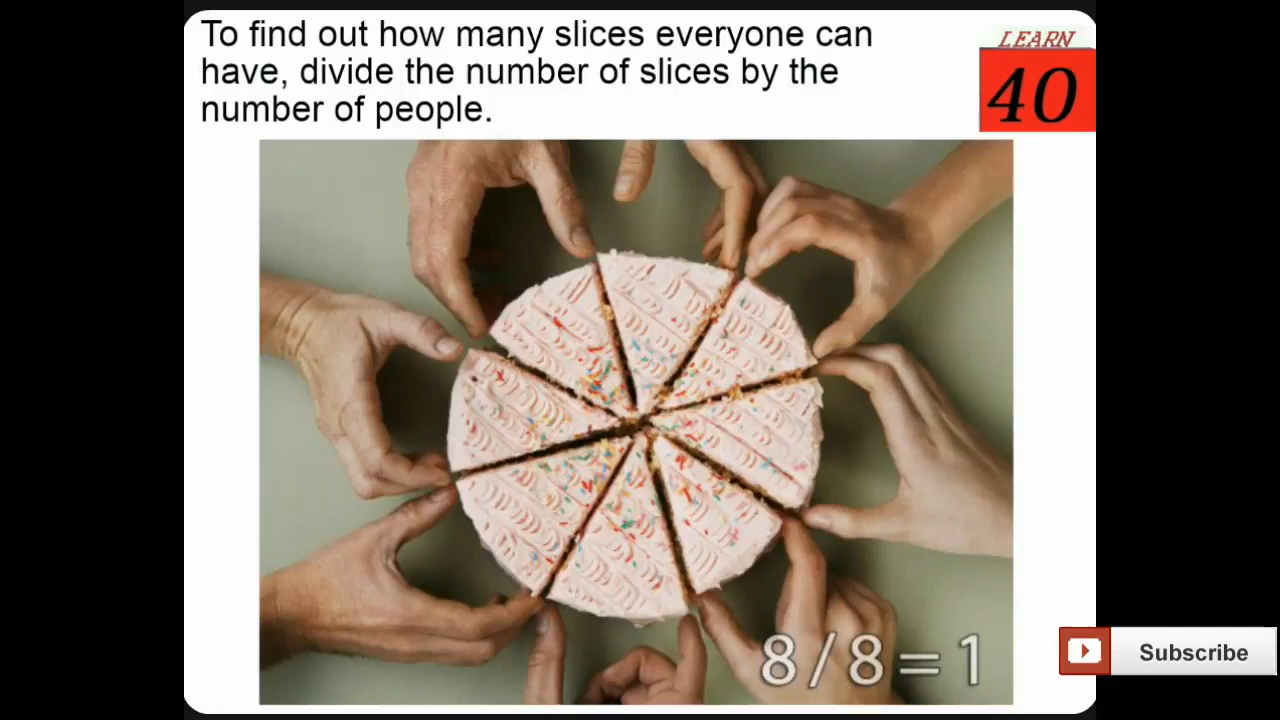 To find out how many slices everyone can
have, divide the number of slices by the
number of people.
LEARN
40
8/8=1
Subscribe